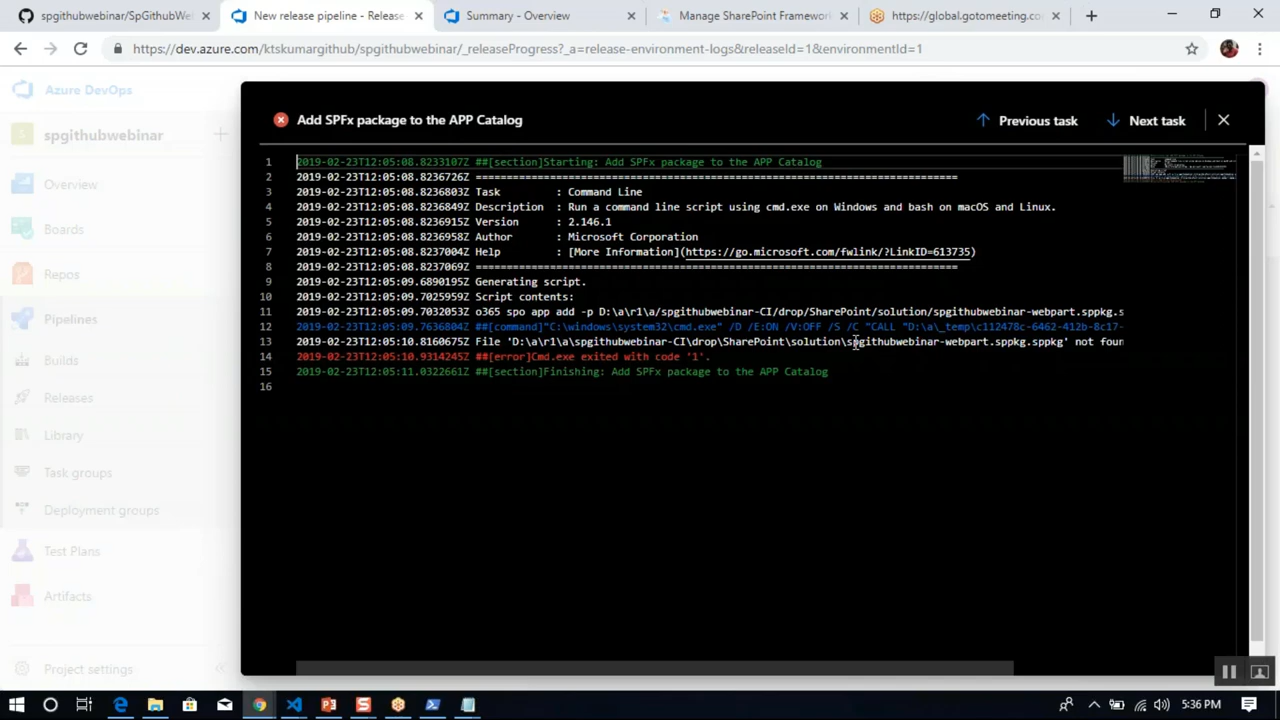 spgithubwebinar/SpGithubWe
New release pipeline - Release
Summary - Overview
Manage SharePoint Framework
https://global.gotomeeting.co
https://dev.azure.com/ktskumargithub/spgithubwebinar/_releaseProgress?_a=release-environment-logs&releaseId=1&environmentId=1
Azure DevOps
S
spgithubwebinar
Overview
Boards
Repos
Pipelines
Builds
Releases
Library
Task groups
Deployment groups
Test Plans
Artifacts
Project settings
Add SPFx package to the APP Catalog
Previous task
Next task
1 2019-02-23T12:05:08.8233107Z ##[section]Starting: Add SPFx package to the APP Catalog
2 2019-02-23T12:05:08.8236726Z ==============================================================================
3 2019-02-23T12:05:08.8236803Z Task : Command Line
4 2019-02-23T12:05:08.8236849Z Description : Run a command line script using cmd.exe on Windows and bash on macOS and Linux.
5 2019-02-23T12:05:08.8236915Z Version : 2.146.1
6 2019-02-23T12:05:08.8236958Z Author : Microsoft Corporation
7 2019-02-23T12:05:08.8237004Z Help : [More Information](https://go.microsoft.com/fwlink/?LinkID=613735)
8 2019-02-23T12:05:08.8237069Z ==============================================================================
9 2019-02-23T12:05:09.6890195Z Generating script.
10 2019-02-23T12:05:09.7025959Z Script contents:
11 2019-02-23T12:05:09.7032053Z o365 spo app add -p D:\a\r1\a/spgithubwebinar-CI/drop/SharePoint/solution/spgithubwebinar-webpart.sppkg.s
12 2019-02-23T12:05:09.7636804Z ##[command]"C:\windows\system32\cmd.exe" /D /E:ON /V:OFF /S /C "CALL "D:\a\_temp\c112478c-6462-412b-8c17-
13 2019-02-23T12:05:10.8160675Z File 'D:\a\r1\a\spgithubwebinar-CI\drop\SharePoint\solution\spgithubwebinar-webpart.sppkg.sppkg' not foun
14 2019-02-23T12:05:10.9314245Z ##[error]Cmd.exe exited with code '1'.
15 2019-02-23T12:05:11.0322661Z ##[section]Finishing: Add SPFx package to the APP Catalog
16
5:36 PM